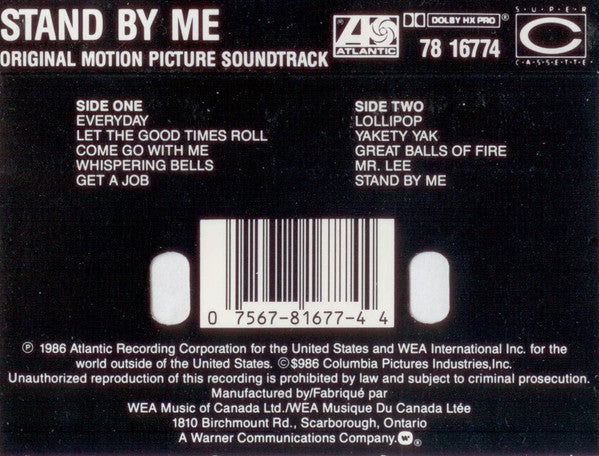 STAND BY ME
ORIGINAL MOTION PICTURE SOUNDTRACK
ATLANTIC
DOLBY HX PRO
®
78 16774
SUPER
C
CASSETTE
SIDE ONE
EVERYDAY
LET THE GOOD TIMES ROLL
COME GO WITH ME
WHISPERING BELLS
GET A JOB
SIDE TWO
LOLLIPOP
YAKETY YAK
GREAT BALLS OF FIRE
MR. LEE
STAND BY ME
0 7567-81677-4 4
℗ 1986 Atlantic Recording Corporation for the United States and WEA International Inc. for the
world outside of the United States. ©$986 Columbia Pictures Industries,Inc.
Unauthorized reproduction of this recording is prohibited by law and subject to criminal prosecution.
Manufactured by/Fabriqué par
WEA Music of Canada Ltd./WEA Musique Du Canada Ltée
1810 Birchmount Rd., Scarborough, Ontario
A Warner Communications Company.